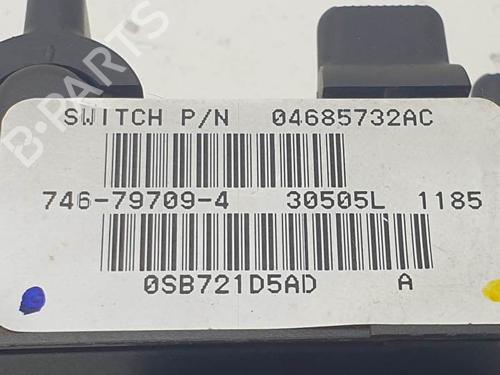 SWITCH P/N 04685732AC
746-79709-4 30505L 1185
0SB721D5AD A
B-PARTS